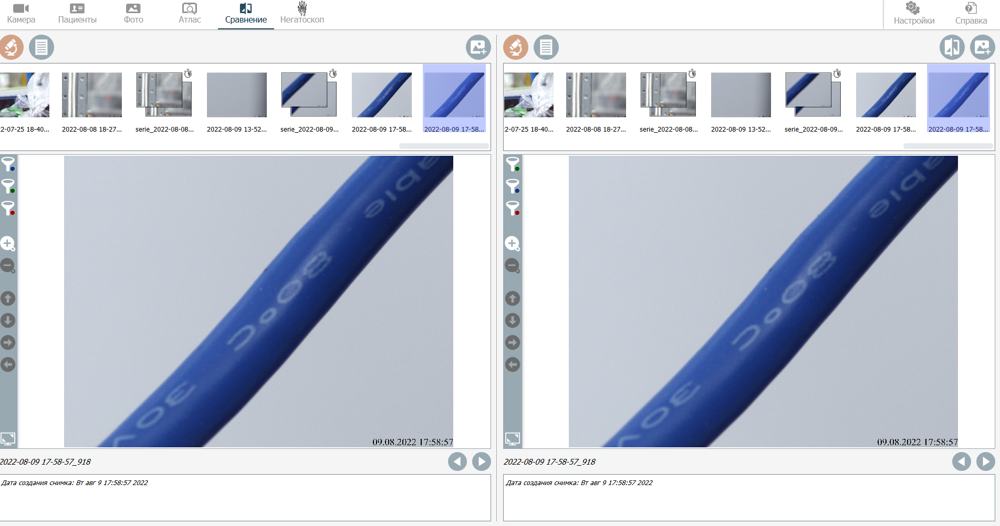 Камера Пациенты Фото Атлас Сравнение Негатоскоп Настройки Справка
2-07-25 18-40... 2022-08-08 18-27... serie_2022-08-08... 2022-08-09 13-52... serie_2022-08-09... 2022-08-09 17-58... 2022-08-09 17-58...
able
80°C
30V
09.08.2022 17:58:57
2022-08-09 17-58-57_918
Дата создания снимка: Вт авг 9 17:58:57 2022
2-07-25 18-40... 2022-08-08 18-27... serie_2022-08-08... 2022-08-09 13-52... serie_2022-08-09... 2022-08-09 17-58... 2022-08-09 17-58...
able
80°C
30V
09.08.2022 17:58:57
2022-08-09 17-58-57_918
Дата создания снимка: Вт авг 9 17:58:57 2022